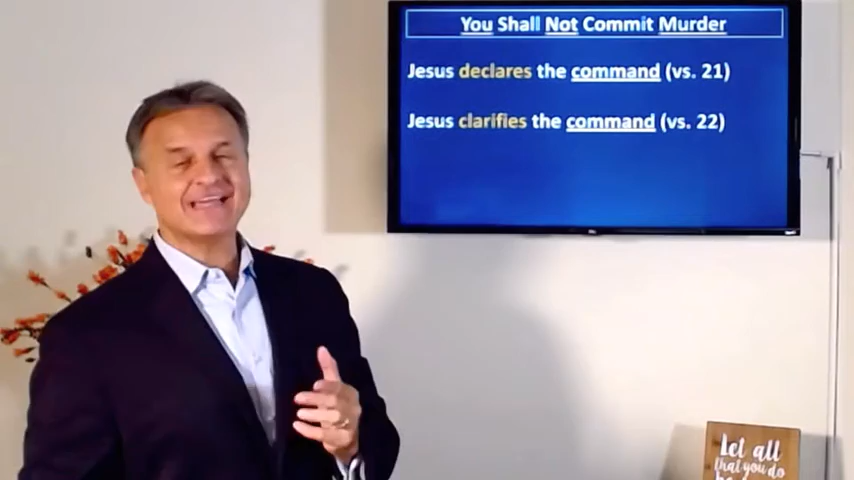 You Shall Not Commit Murder
Jesus declares the command (vs. 21)
Jesus clarifies the command (vs. 22)
Let all
that you do